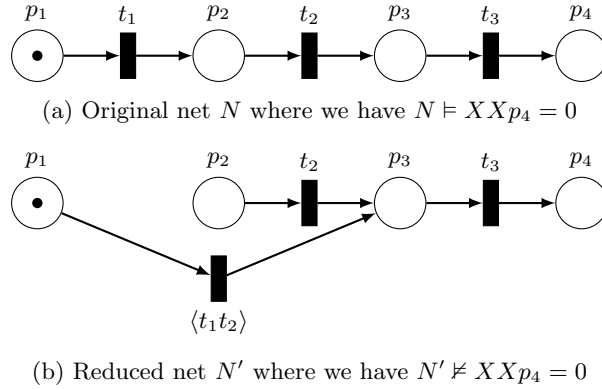 p₁ t₁ p₂ t₂ p₃ t₃ p₄
(a) Original net N where we have N ⊨ XXp₄ = 0
p₁ p₂ t₂ p₃ t₃ p₄
⟨t₁t₂⟩
(b) Reduced net N′ where we have N′ ⊭ XXp₄ = 0